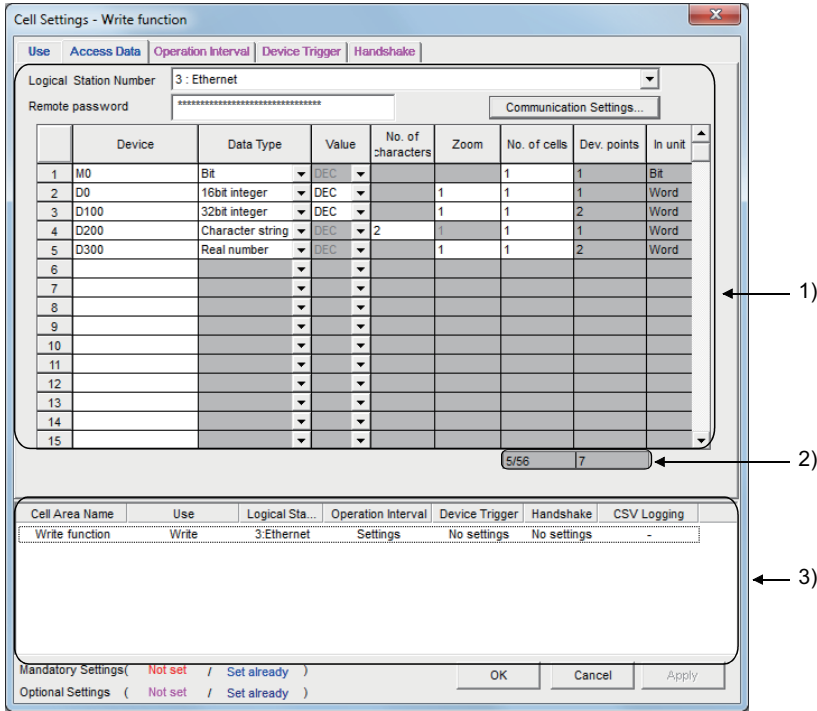 Cell Settings - Write function
x
Use Access Data Operation Interval Device Trigger Handshake
Logical Station Number 3 : Ethernet
Remote password ********************************
Communication Settings...
Device Data Type Value No. of characters Zoom No. of cells Dev. points In unit
1 M0 Bit DEC 1 1 Bit
2 D0 16bit integer DEC 1 1 1 Word
3 D100 32bit integer DEC 1 1 2 Word
4 D200 Character string DEC 2 1 1 1 Word
5 D300 Real number DEC 1 1 2 Word
6
7
8
9
10
11
12
13
14
15
1)
5/56 7
2)
Cell Area Name Use Logical Sta... Operation Interval Device Trigger Handshake CSV Logging
Write function Write 3:Ethernet Settings No settings No settings -
3)
Mandatory Settings( Not set / Set already )
Optional Settings ( Not set / Set already )
OK Cancel Apply